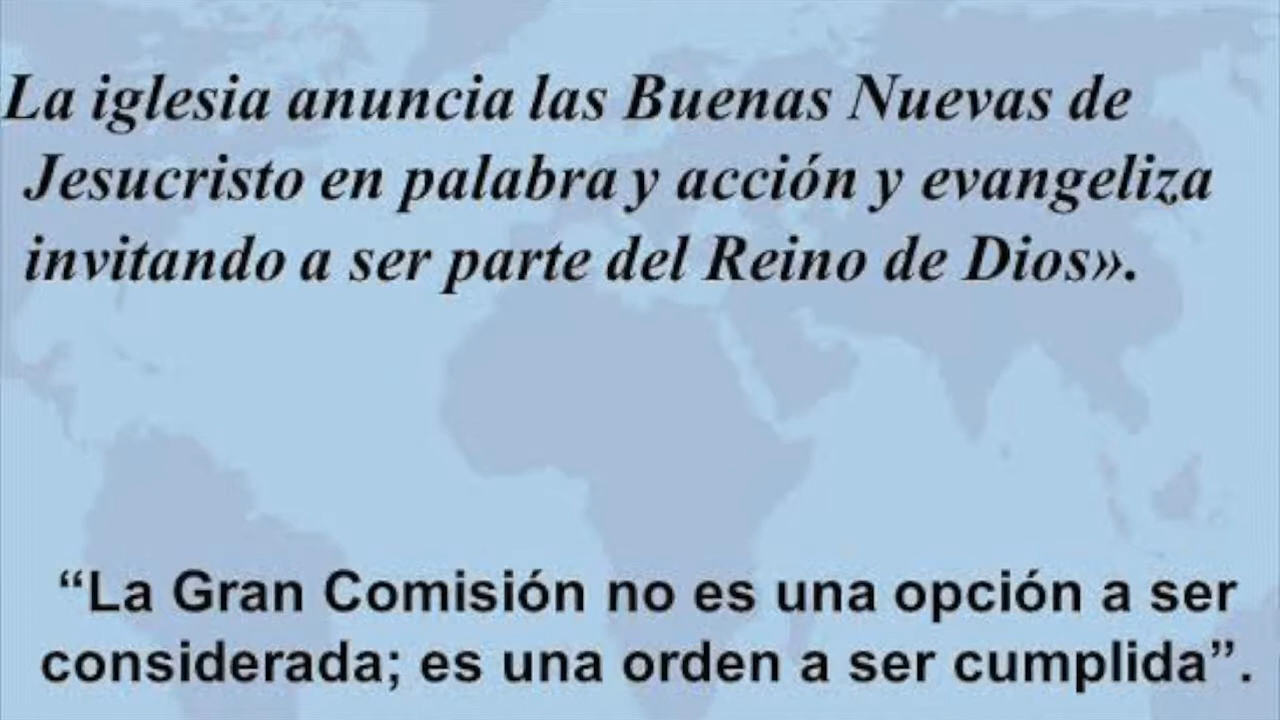 La iglesia anuncia las Buenas Nuevas de
Jesucristo en palabra y acción y evangeliza
invitando a ser parte del Reino de Dios».
“La Gran Comisión no es una opción a ser
considerada; es una orden a ser cumplida”.